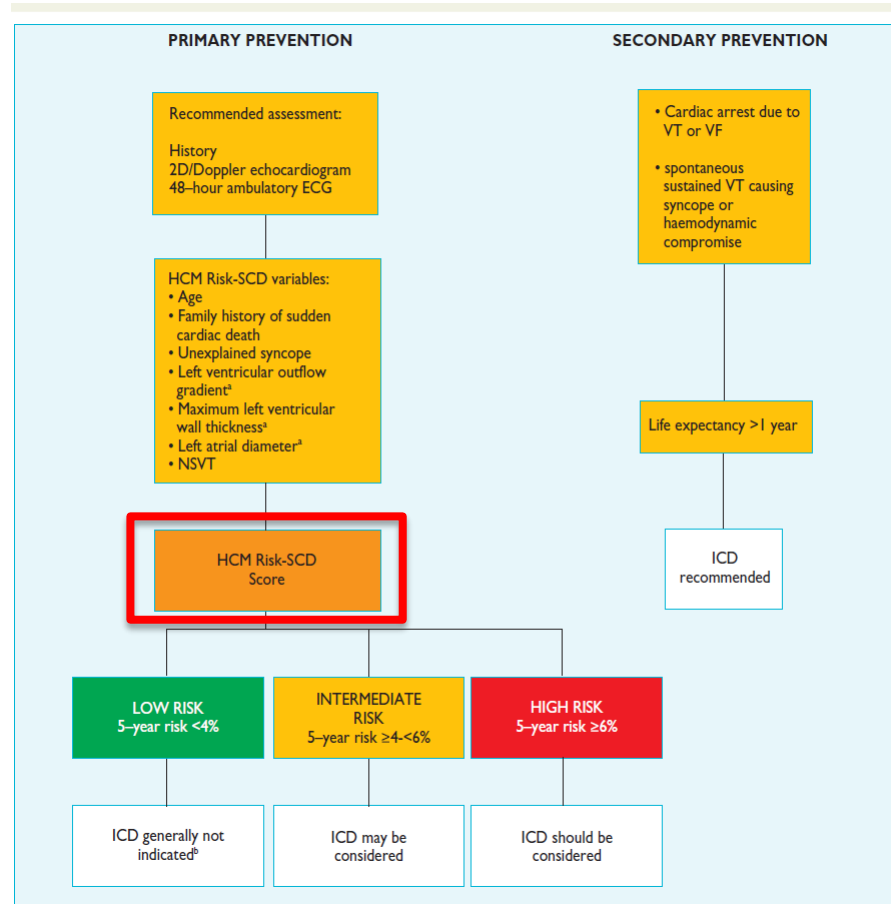 PRIMARY PREVENTION
SECONDARY PREVENTION
Recommended assessment:
History
2D/Doppler echocardiogram
48–hour ambulatory ECG
• Cardiac arrest due to
VT or VF
• spontaneous
sustained VT causing
syncope or
haemodynamic
compromise
HCM Risk-SCD variables:
• Age
• Family history of sudden
cardiac death
• Unexplained syncope
• Left ventricular outflow
gradientᵃ
• Maximum left ventricular
wall thicknessᵃ
• Left atrial diameterᵃ
• NSVT
Life expectancy >1 year
HCM Risk-SCD
Score
ICD
recommended
LOW RISK
5–year risk <4%
INTERMEDIATE
RISK
5–year risk ≥4-<6%
HIGH RISK
5–year risk ≥6%
ICD generally not
indicatedᵇ
ICD may be
considered
ICD should be
considered